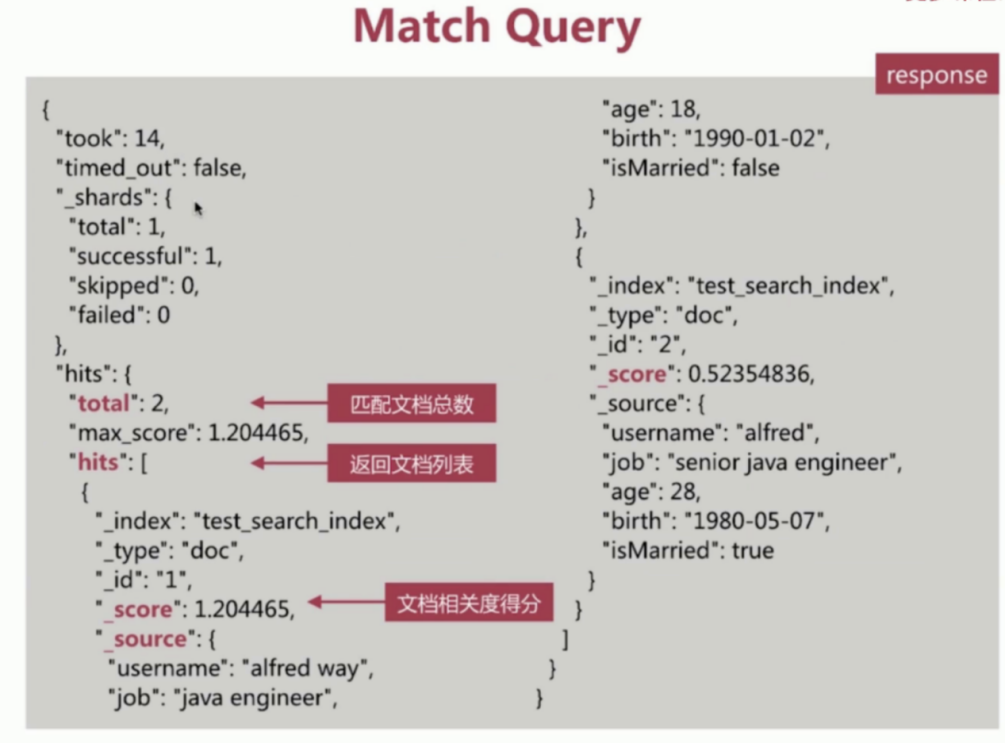 Match Query
response
{
"took": 14,
"timed_out": false,
"_shards": {
"total": 1,
"successful": 1,
"skipped": 0,
"failed": 0
},
"hits": {
"total": 2,
匹配文档总数
"max_score": 1.204465,
"hits": [
返回文档列表
{
"_index": "test_search_index",
"_type": "doc",
"_id": "1",
"_score": 1.204465,
文档相关度得分
"_source": {
"username": "alfred way",
"job": "java engineer",
"age": 18,
"birth": "1990-01-02",
"isMarried": false
}
},
{
"_index": "test_search_index",
"_type": "doc",
"_id": "2",
"_score": 0.52354836,
"_source": {
"username": "alfred",
"job": "senior java engineer",
"age": 28,
"birth": "1980-05-07",
"isMarried": true
}
}
]
}
}